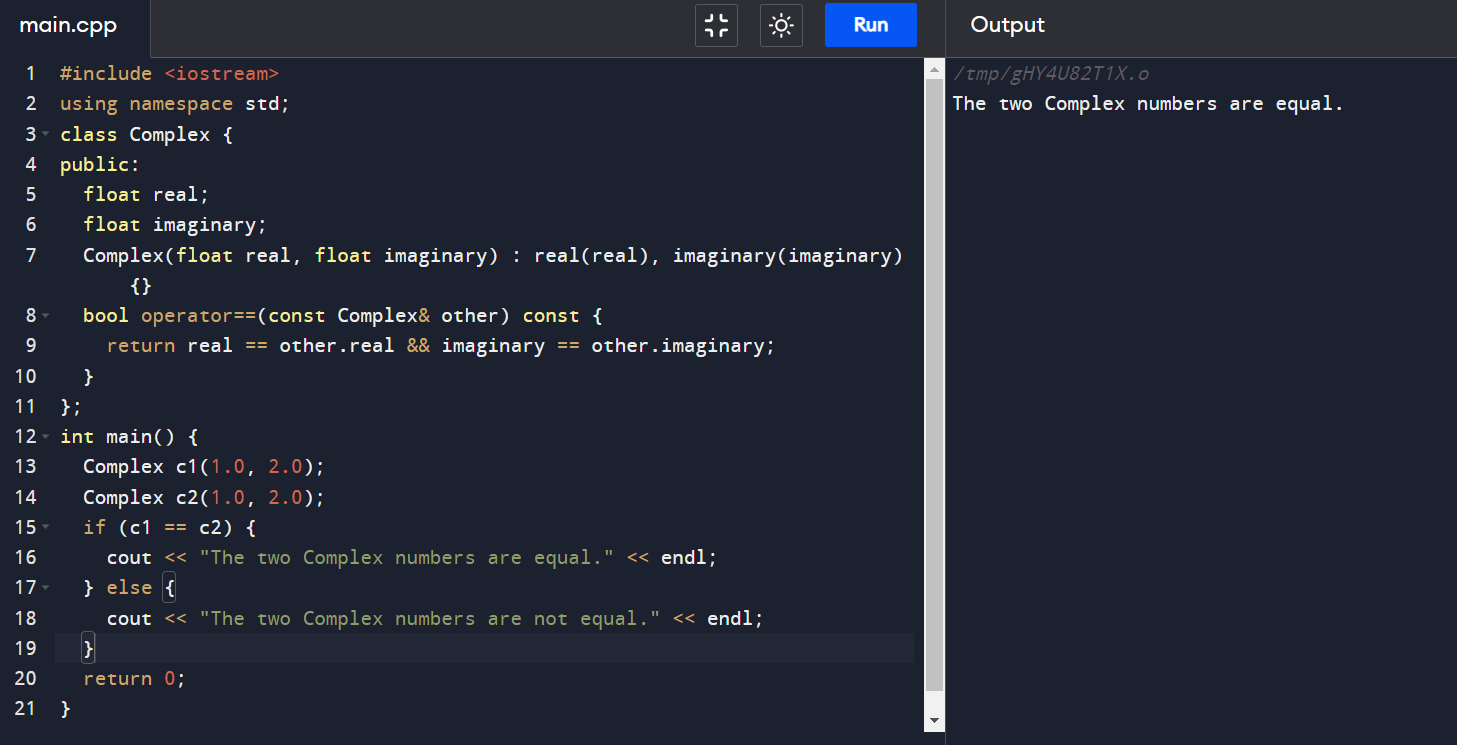 main.cpp
Run
Output
1 #include <iostream>
2 using namespace std;
3 class Complex {
4 public:
5   float real;
6   float imaginary;
7   Complex(float real, float imaginary) : real(real), imaginary(imaginary)
      {}
8   bool operator==(const Complex& other) const {
9     return real == other.real && imaginary == other.imaginary;
10   }
11 };
12 int main() {
13   Complex c1(1.0, 2.0);
14   Complex c2(1.0, 2.0);
15   if (c1 == c2) {
16     cout << "The two Complex numbers are equal." << endl;
17   } else {
18     cout << "The two Complex numbers are not equal." << endl;
19   }
20   return 0;
21 }
/tmp/gHY4U82T1X.o
The two Complex numbers are equal.